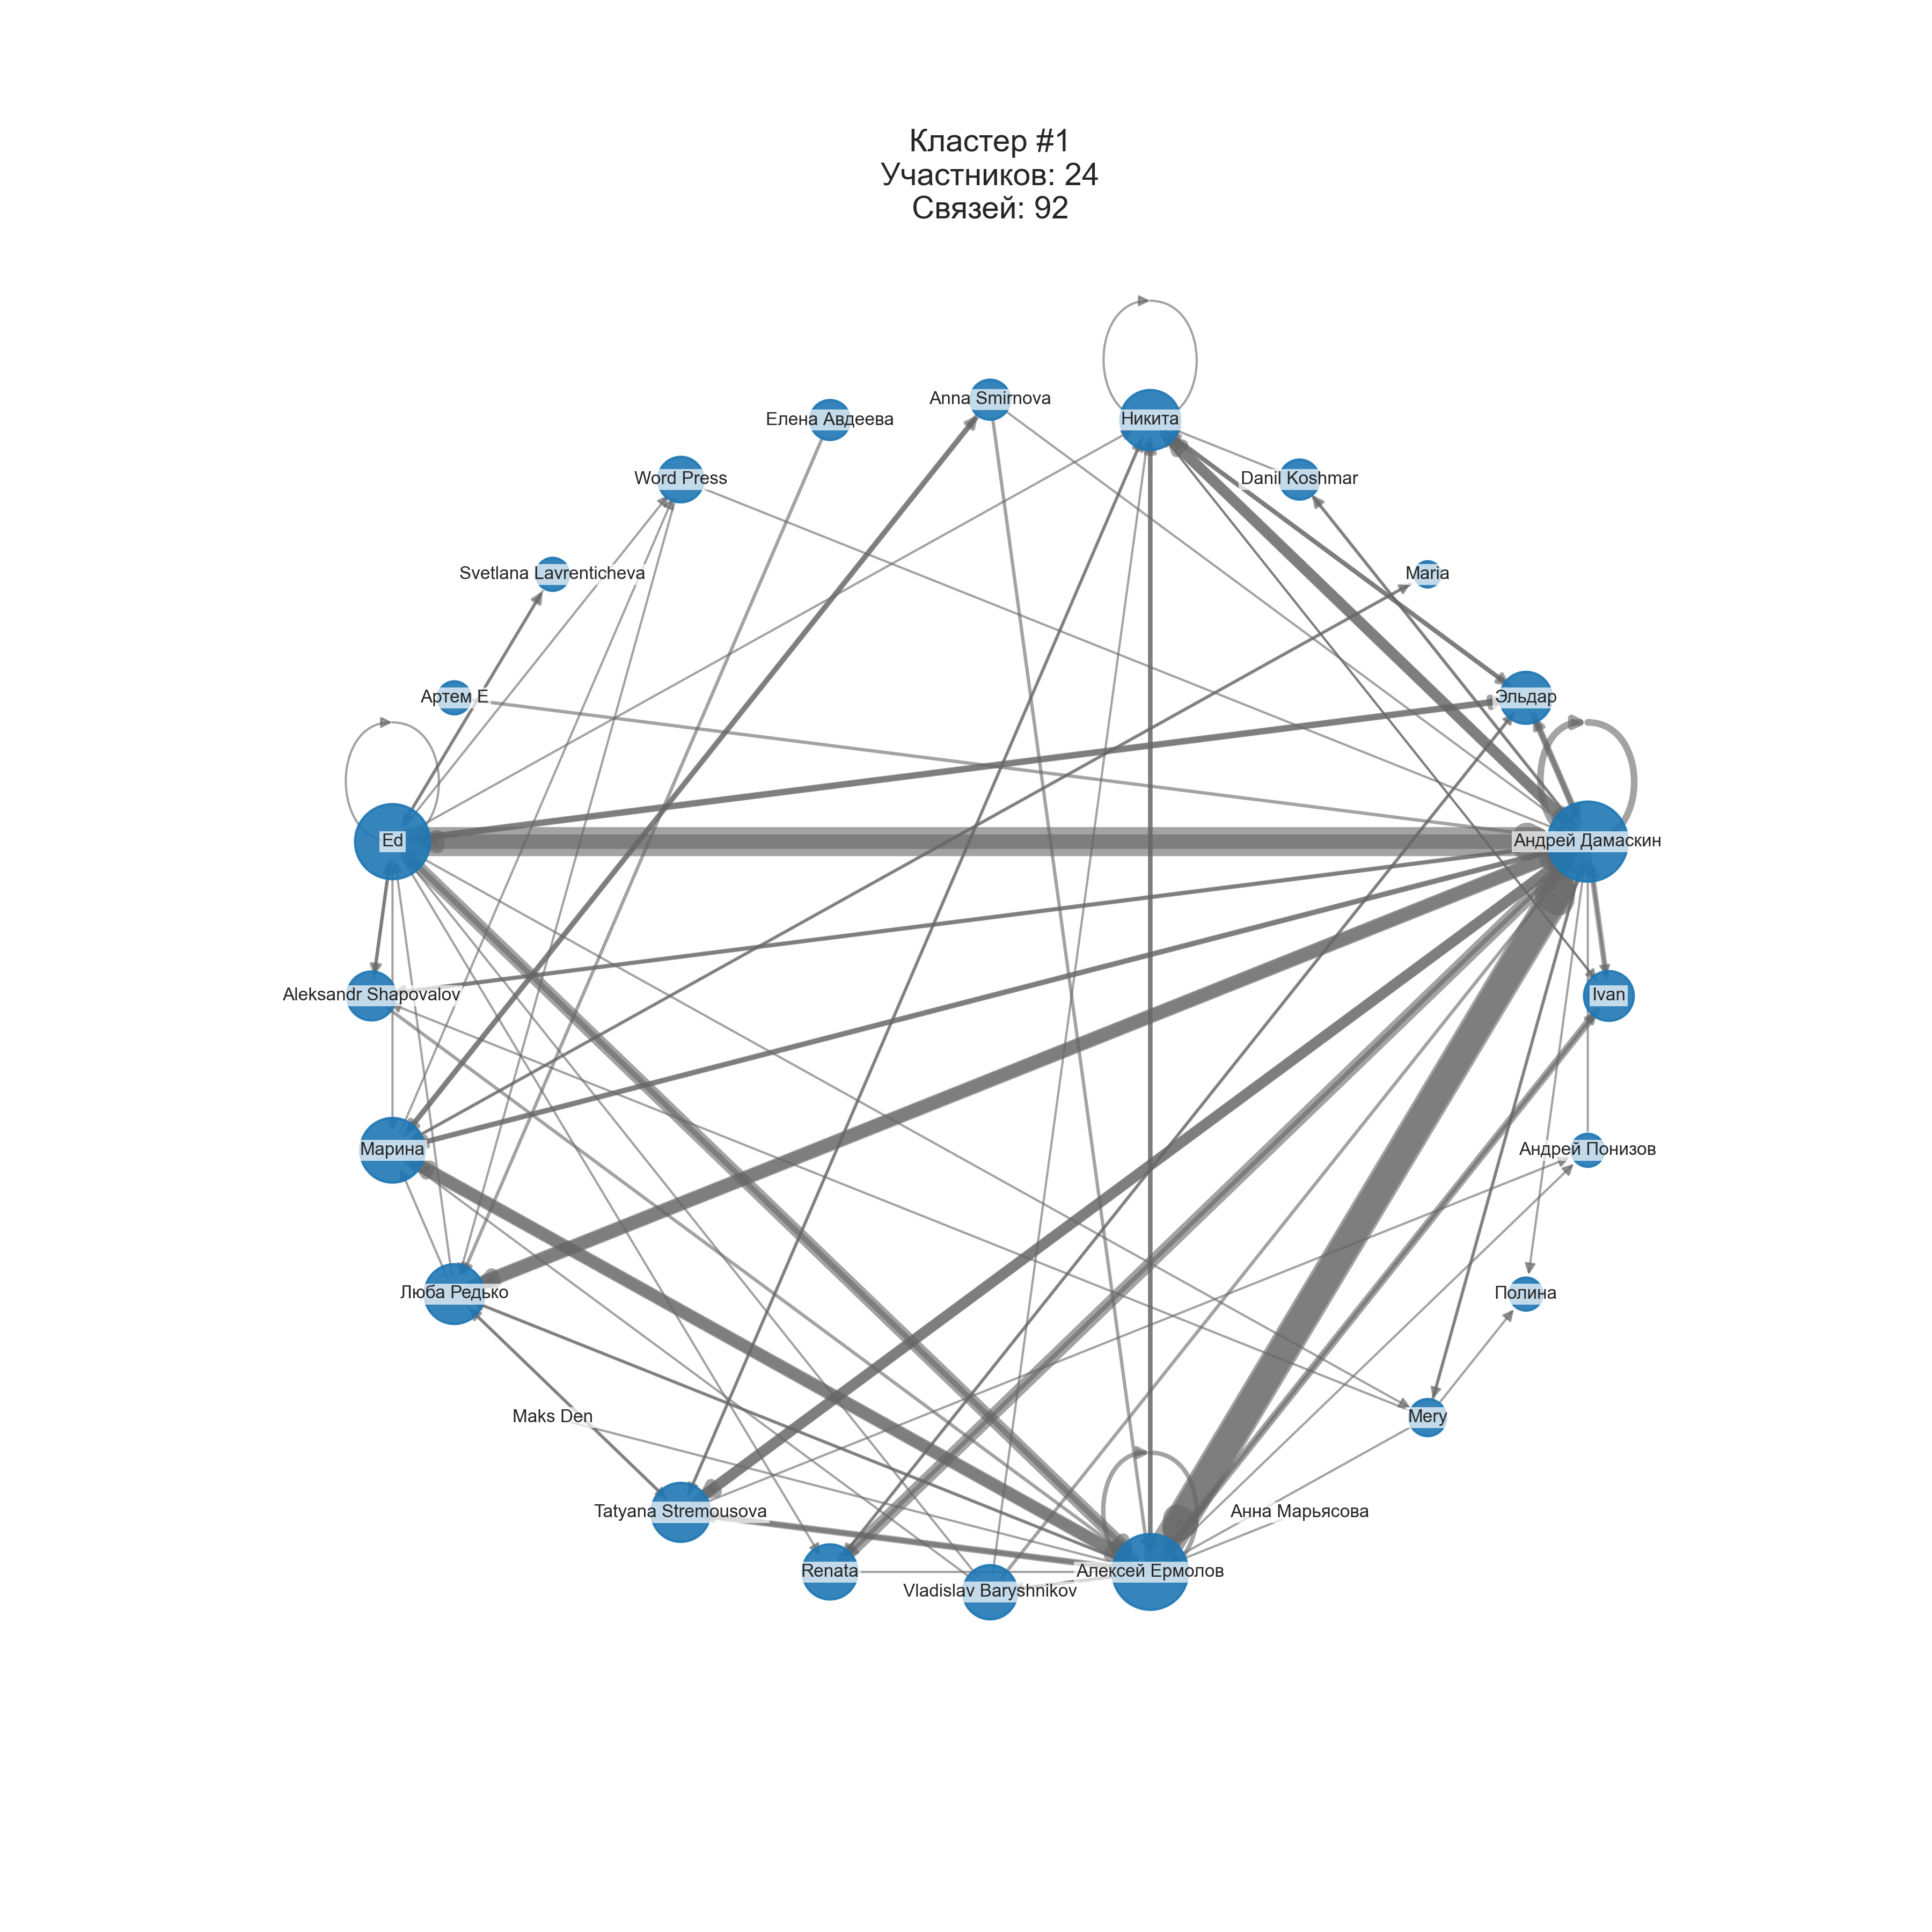 Кластер #1
Участников: 24
Связей: 92
Anna Smirnova
Никита
Елена Авдеева
Word Press
Danil Koshmar
Svetlana Lavrenticheva
Maria
Артем Е
Эльдар
Ed
Андрей Дамаскин
Aleksandr Shapovalov
Ivan
Марина
Андрей Понизов
Люба Редько
Полина
Maks Den
Mery
Tatyana Stremousova
Анна Марьясова
Renata
Алексей Ермолов
Vladislav Baryshnikov